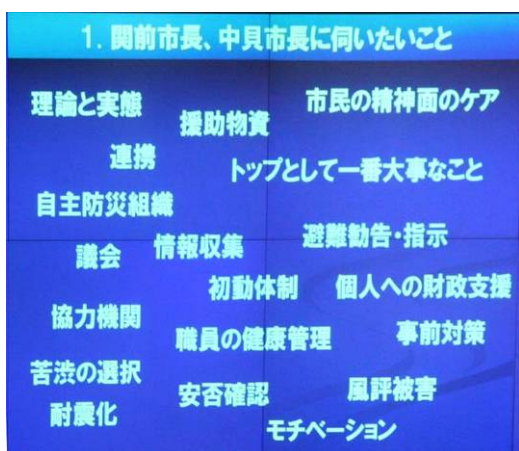 1. 関前市長、中貝市長に伺いたいこと
理論と実態
援助物資
市民の精神面のケア
連携
トップとして一番大事なこと
自主防災組織
議会
情報収集
避難勧告・指示
初動体制
個人への財政支援
協力機関
職員の健康管理
事前対策
苦渋の選択
安否確認
風評被害
耐震化
モチベーション